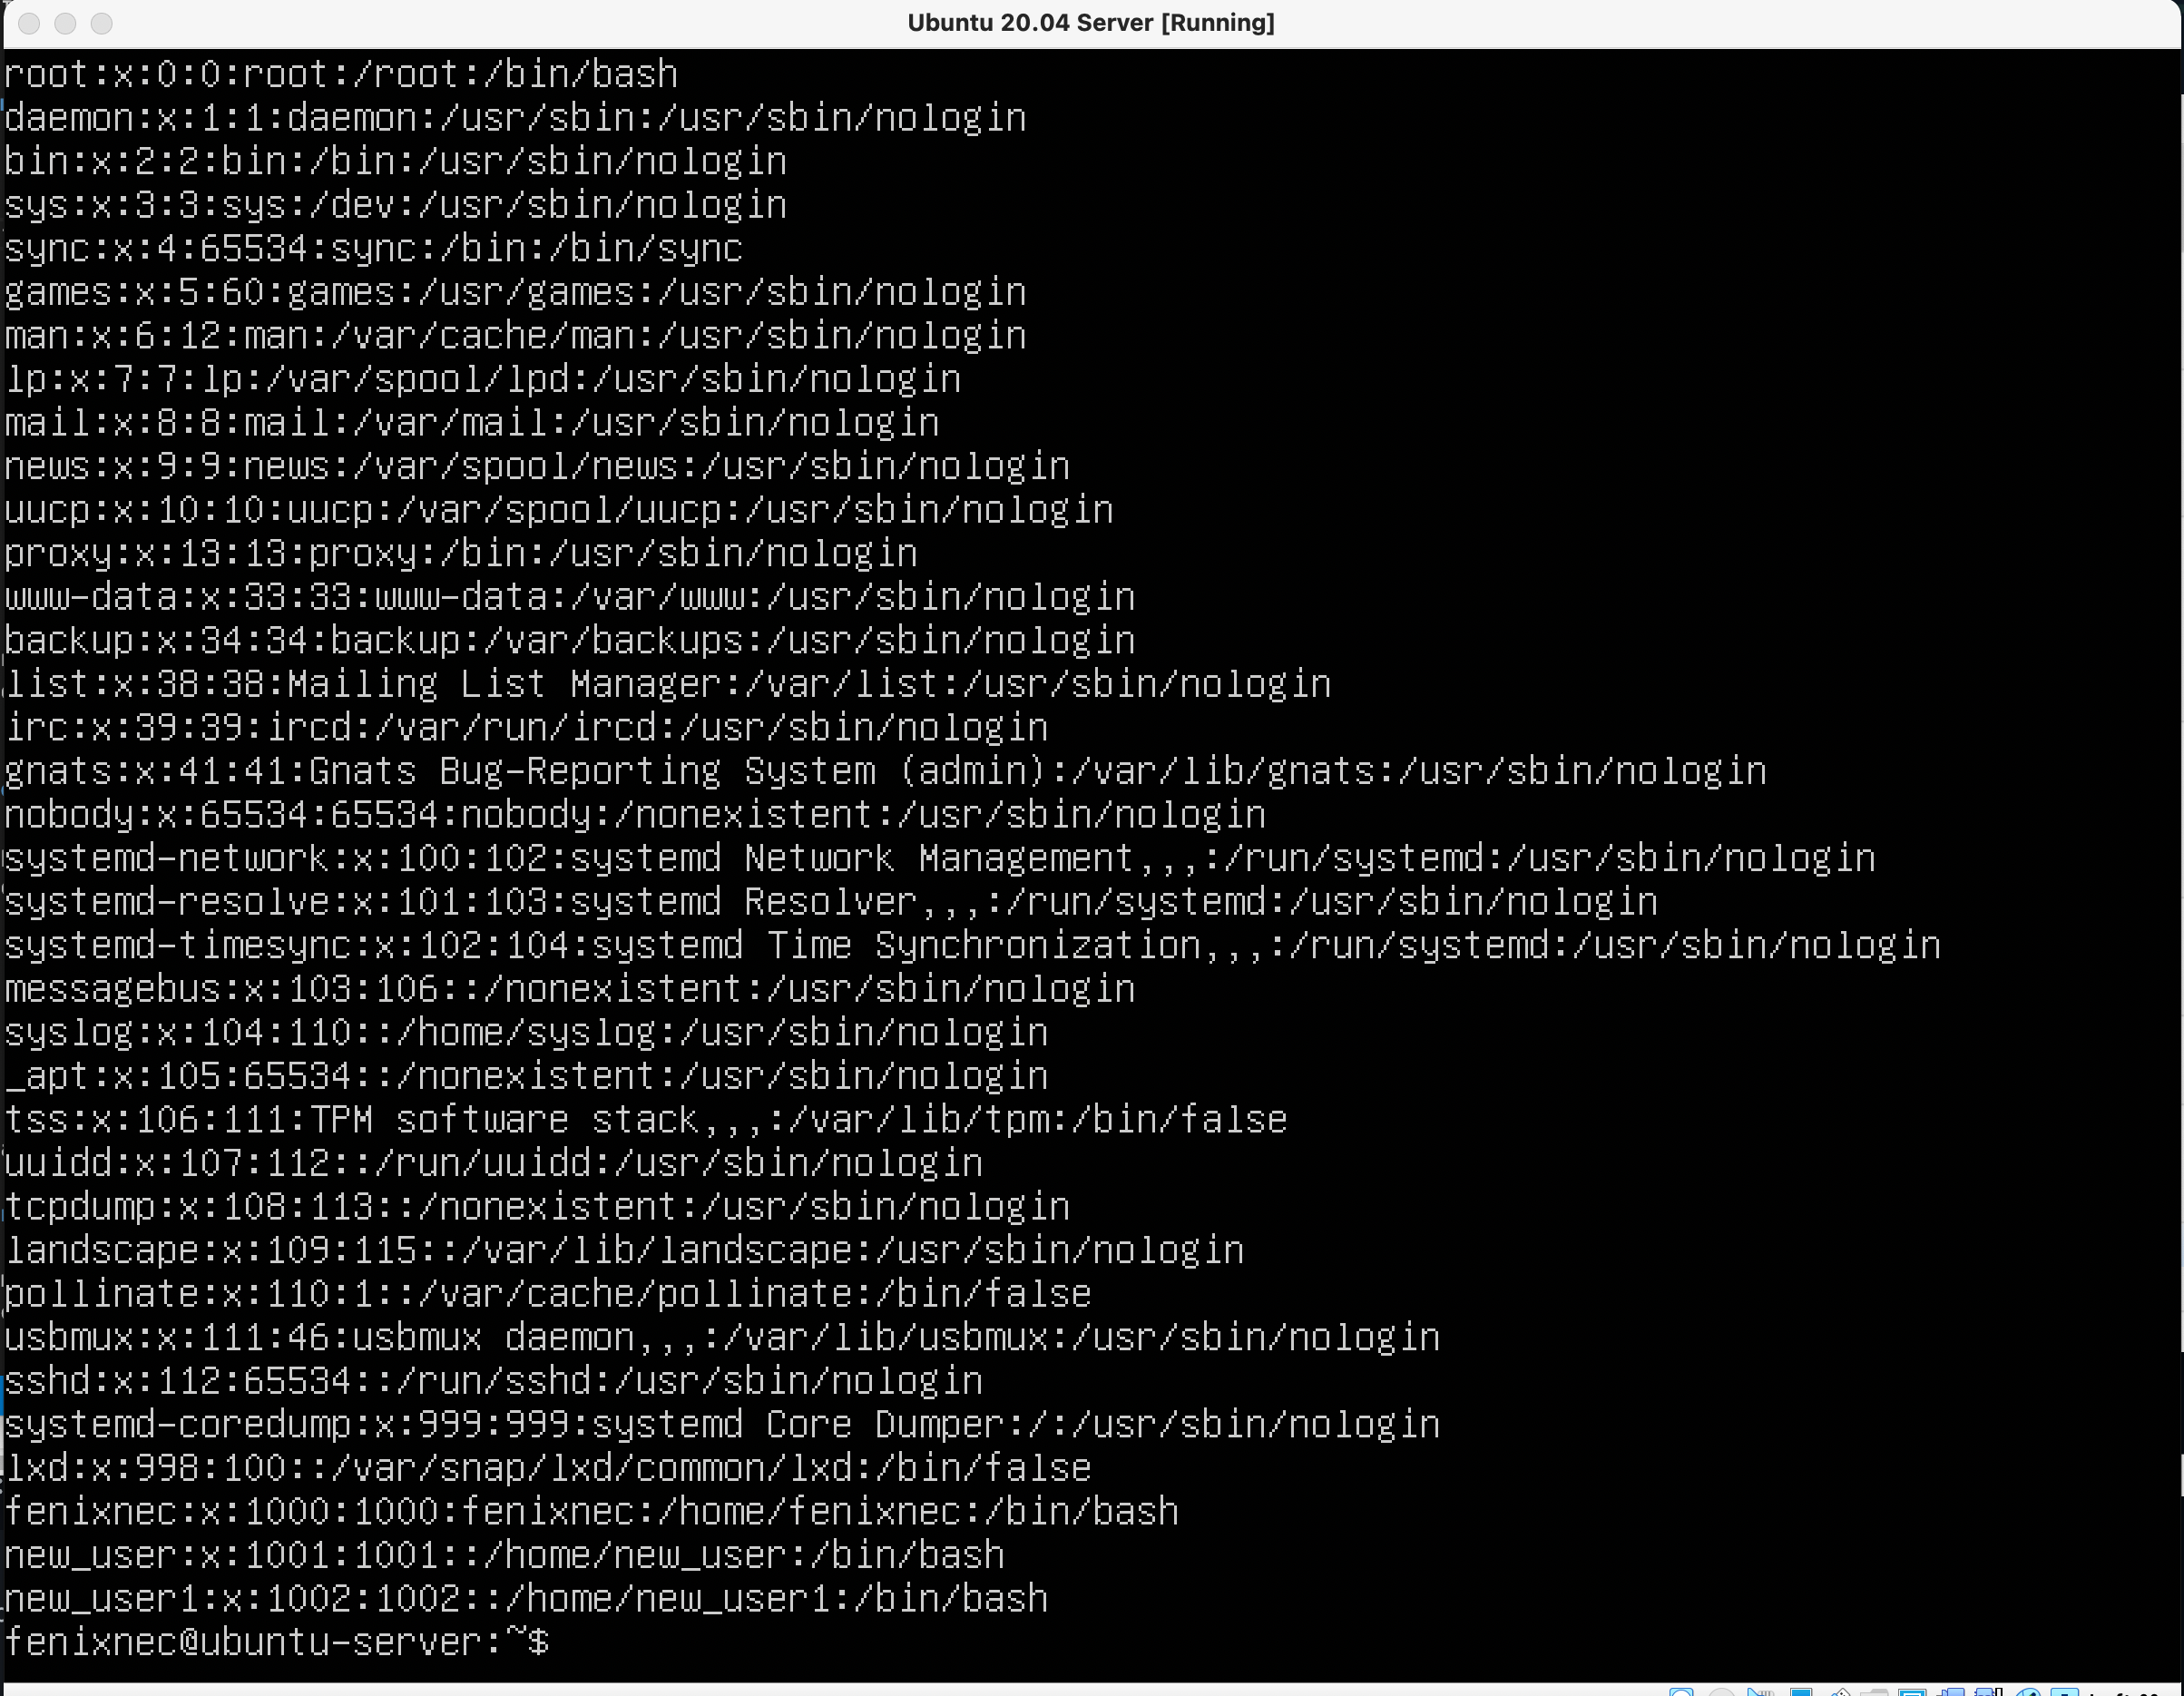 Ubuntu 20.04 Server [Running]
root:x:0:0:root:/root:/bin/bash
daemon:x:1:1:daemon:/usr/sbin:/usr/sbin/nologin
bin:x:2:2:bin:/bin:/usr/sbin/nologin
sys:x:3:3:sys:/dev:/usr/sbin/nologin
sync:x:4:65534:sync:/bin:/bin/sync
games:x:5:60:games:/usr/games:/usr/sbin/nologin
man:x:6:12:man:/var/cache/man:/usr/sbin/nologin
lp:x:7:7:lp:/var/spool/lpd:/usr/sbin/nologin
mail:x:8:8:mail:/var/mail:/usr/sbin/nologin
news:x:9:9:news:/var/spool/news:/usr/sbin/nologin
uucp:x:10:10:uucp:/var/spool/uucp:/usr/sbin/nologin
proxy:x:13:13:proxy:/bin:/usr/sbin/nologin
www-data:x:33:33:www-data:/var/www:/usr/sbin/nologin
backup:x:34:34:backup:/var/backups:/usr/sbin/nologin
list:x:38:38:Mailing List Manager:/var/list:/usr/sbin/nologin
irc:x:39:39:ircd:/var/run/ircd:/usr/sbin/nologin
gnats:x:41:41:Gnats Bug-Reporting System (admin):/var/lib/gnats:/usr/sbin/nologin
nobody:x:65534:65534:nobody:/nonexistent:/usr/sbin/nologin
systemd-network:x:100:102:systemd Network Management,,,:/run/systemd:/usr/sbin/nologin
systemd-resolve:x:101:103:systemd Resolver,,,:/run/systemd:/usr/sbin/nologin
systemd-timesync:x:102:104:systemd Time Synchronization,,,:/run/systemd:/usr/sbin/nologin
messagebus:x:103:106::/nonexistent:/usr/sbin/nologin
syslog:x:104:110::/home/syslog:/usr/sbin/nologin
_apt:x:105:65534::/nonexistent:/usr/sbin/nologin
tss:x:106:111:TPM software stack,,,:/var/lib/tpm:/bin/false
uuidd:x:107:112::/run/uuidd:/usr/sbin/nologin
tcpdump:x:108:113::/nonexistent:/usr/sbin/nologin
landscape:x:109:115::/var/lib/landscape:/usr/sbin/nologin
pollinate:x:110:1::/var/cache/pollinate:/bin/false
usbmux:x:111:46:usbmux daemon,,,:/var/lib/usbmux:/usr/sbin/nologin
sshd:x:112:65534::/run/sshd:/usr/sbin/nologin
systemd-coredump:x:999:999:systemd Core Dumper:/:/usr/sbin/nologin
lxd:x:998:100::/var/snap/lxd/common/lxd:/bin/false
fenixnec:x:1000:1000:fenixnec:/home/fenixnec:/bin/bash
new_user:x:1001:1001::/home/new_user:/bin/bash
new_user1:x:1002:1002::/home/new_user1:/bin/bash
fenixnec@ubuntu-server:~$